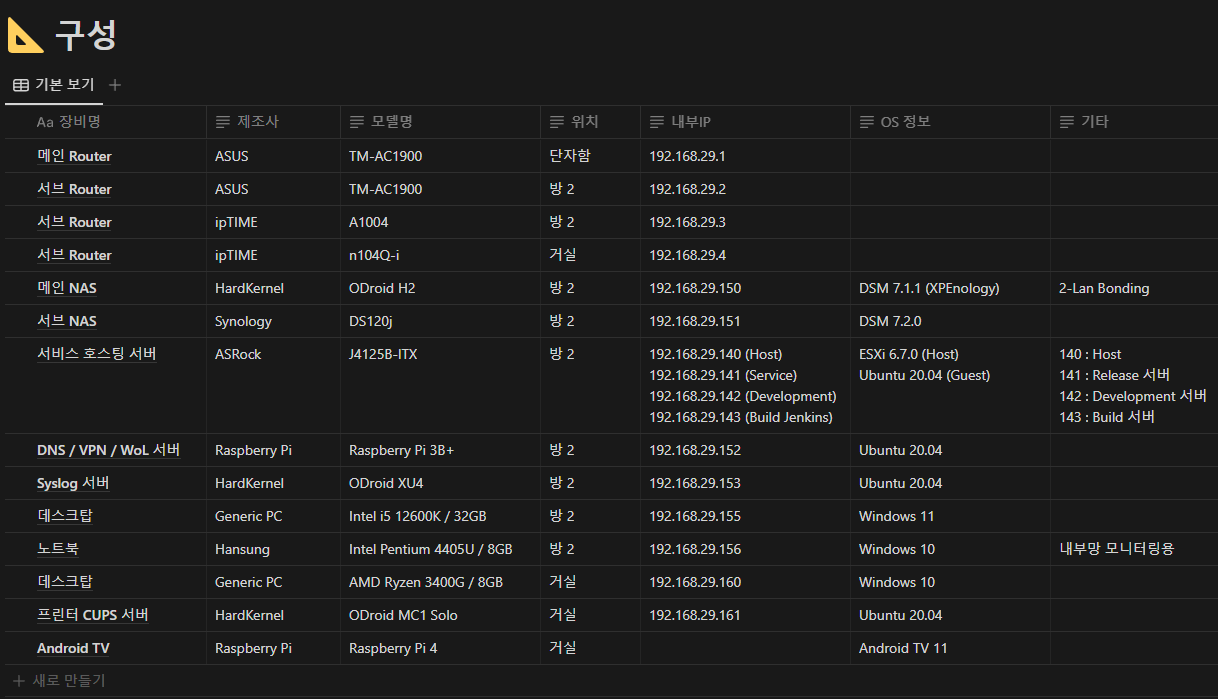 구성
기본 보기
Aa 장비명 제조사 모델명 위치 내부IP OS 정보 기타
메인 Router ASUS TM-AC1900 단자함 192.168.29.1
서브 Router ASUS TM-AC1900 방 2 192.168.29.2
서브 Router ipTIME A1004 방 2 192.168.29.3
서브 Router ipTIME n104Q-i 거실 192.168.29.4
메인 NAS HardKernel ODroid H2 방 2 192.168.29.150 DSM 7.1.1 (XPEnology) 2-Lan Bonding
서브 NAS Synology DS120j 방 2 192.168.29.151 DSM 7.2.0
서비스 호스팅 서버 ASRock J4125B-ITX 방 2 192.168.29.140 (Host) ESXi 6.7.0 (Host) 140 : Host
192.168.29.141 (Service) Ubuntu 20.04 (Guest) 141 : Release 서버
192.168.29.142 (Development) 142 : Development 서버
192.168.29.143 (Build Jenkins) 143 : Build 서버
DNS / VPN / WoL 서버 Raspberry Pi Raspberry Pi 3B+ 방 2 192.168.29.152 Ubuntu 20.04
Syslog 서버 HardKernel ODroid XU4 방 2 192.168.29.153 Ubuntu 20.04
데스크탑 Generic PC Intel i5 12600K / 32GB 방 2 192.168.29.155 Windows 11
노트북 Hansung Intel Pentium 4405U / 8GB 방 2 192.168.29.156 Windows 10 내부망 모니터링용
데스크탑 Generic PC AMD Ryzen 3400G / 8GB 거실 192.168.29.160 Windows 10
프린터 CUPS 서버 HardKernel ODroid MC1 Solo 거실 192.168.29.161 Ubuntu 20.04
Android TV Raspberry Pi Raspberry Pi 4 거실 Android TV 11
새로 만들기